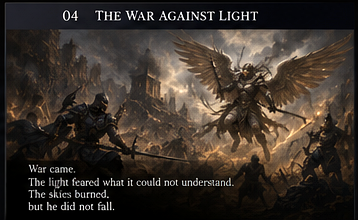 04 The War Against Light
War came.
The light feared what it could not understand.
The skies burned,
but he did not fall.